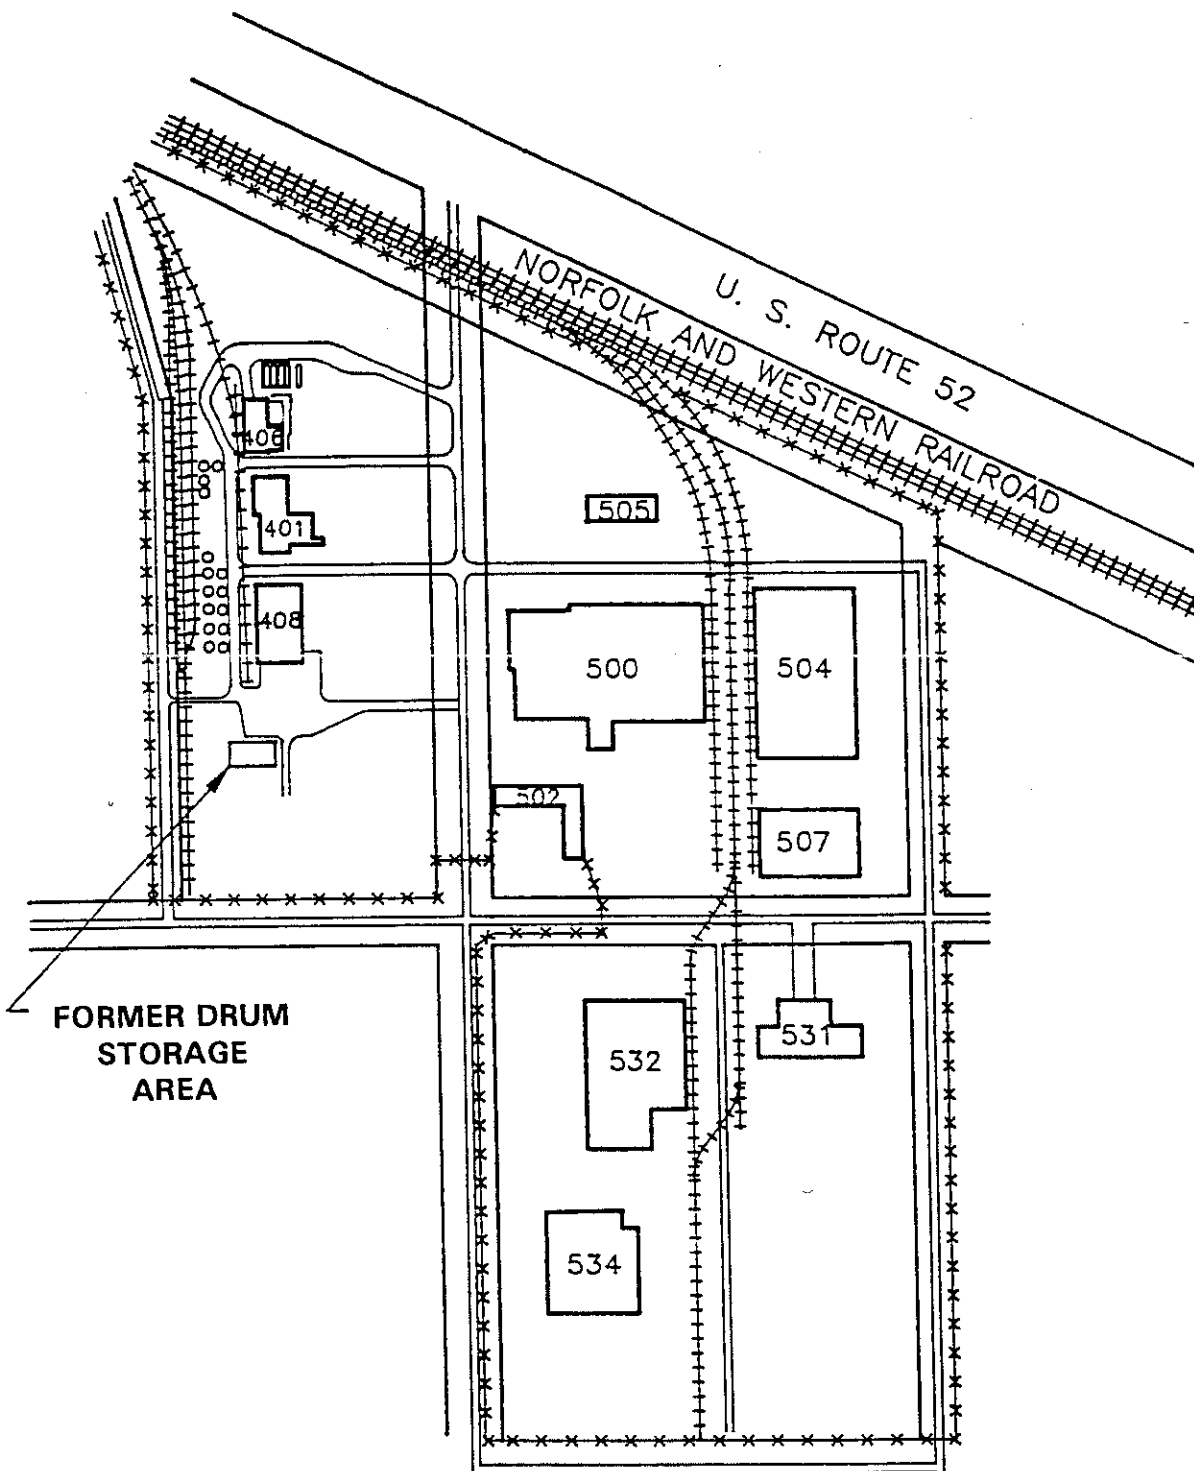 U. S. ROUTE 52
NORFOLK AND WESTERN RAILROAD
406
401
408
505
500
504
502
507
FORMER DRUM
STORAGE
AREA
532
531
534